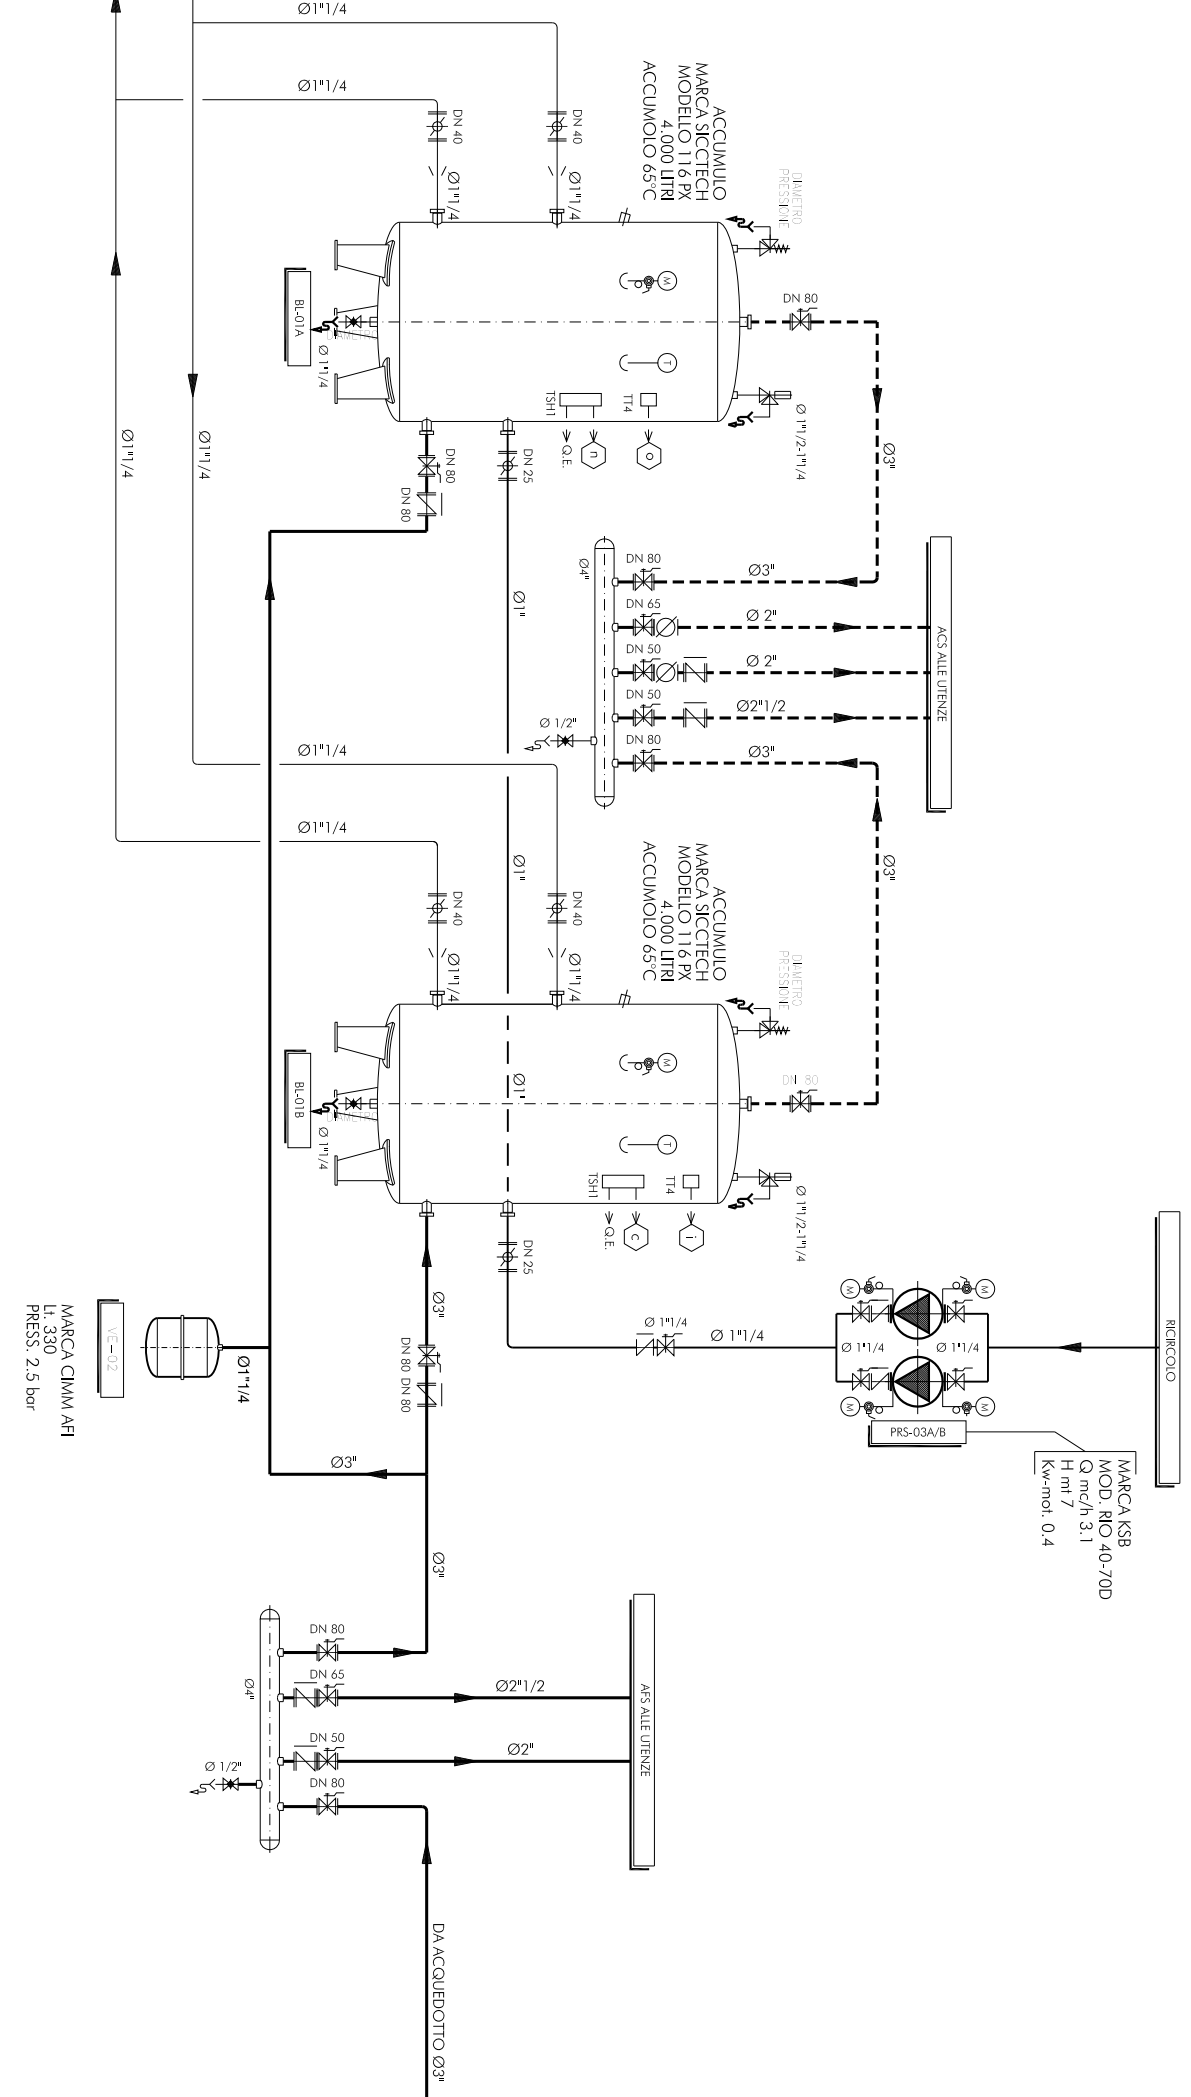 Ø1"1/4
Ø1"1/4
DN 40
DN 40
Ø1"1/4
Ø1"1/4
ACCUMULO
MARCA SICCTECH
MODELLO 116 PX
4.000 LITRI
ACCUMOLO 65°C
DIAMETRO
PRESSIONE
M
T
BL-01A
DIAMETRO
Ø 1"1/4
TSH1
TT4
Q.E.
n
o
DN 80
Ø 1"1/2-1"1/4
Ø3"
DN 80
DN 80
DN 25
Ø1"1/4
Ø1"1/4
Ø1"
Ø4"
DN 80
Ø3"
DN 65
Ø 2"
DN 50
Ø 2"
DN 50
Ø2"1/2
DN 80
Ø3"
Ø 1/2"
ACS ALLE UTENZE
Ø1"1/4
Ø1"1/4
Ø1"
Ø3"
DN 40
DN 40
Ø1"1/4
Ø1"1/4
ACCUMULO
MARCA SICCTECH
MODELLO 116 PX
4.000 LITRI
ACCUMOLO 65°C
DIAMETRO
PRESSIONE
M
T
BL-01B
DIAMETRO
Ø 1"1/4
Ø1"
TSH1
TT4
Q.E.
c
i
DN 80
Ø 1"1/2-1"1/4
DN 25
Ø3"
DN 80
DN 80
Ø 1"1/4
Ø 1"1/4
Ø 1"1/4
Ø 1"1/4
M
M
M
M
RICIRCOLO
PRS-03A/B
MARCA KSB
MOD. RIO 40-70D
Q mc/h 3.1
H mt 7
Kw-mot. 0.4
VE-02
Ø1"1/4
MARCA CIMM AFI
Lt. 330
PRESS. 2.5 bar
Ø3"
Ø3"
DN 80
DN 65
Ø2"1/2
DN 50
Ø2"
DN 80
Ø4"
Ø 1/2"
AFS ALLE UTENZE
DA ACQUEDOTTO Ø3"